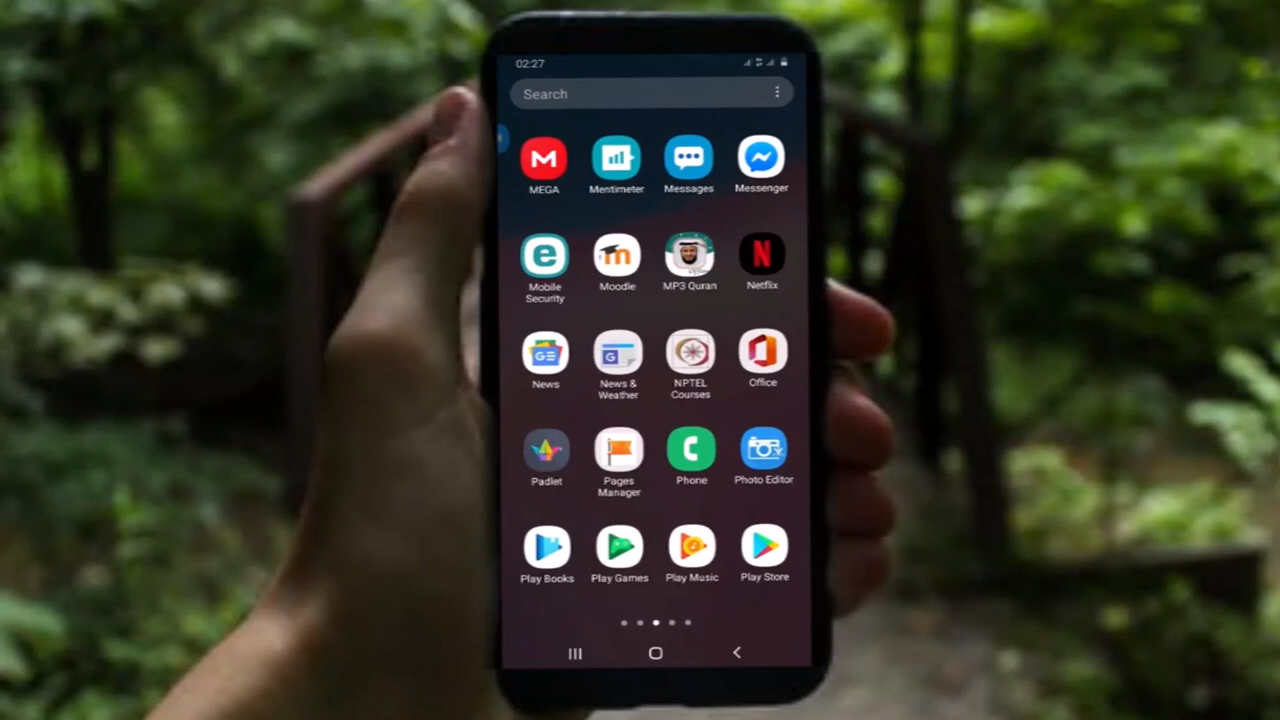 02:27
Search
MEGA
Mentimeter
Messages
Messenger
Mobile
Security
Moodle
MP3 Quran
Netflix
News
News &
Weather
NPTEL
Courses
Office
Padlet
Pages
Manager
Phone
Photo Editor
Play Books
Play Games
Play Music
Play Store